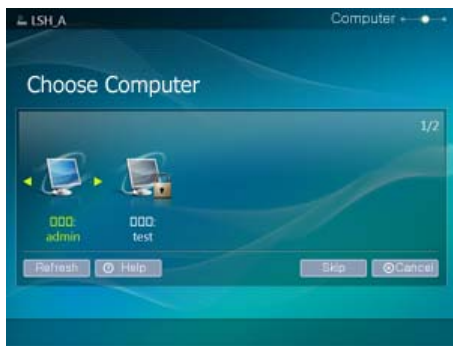 LSH_A
Computer
Choose Computer
1/2
□□□:
admin
□□□:
test
Refresh
Help
Skip
Cancel